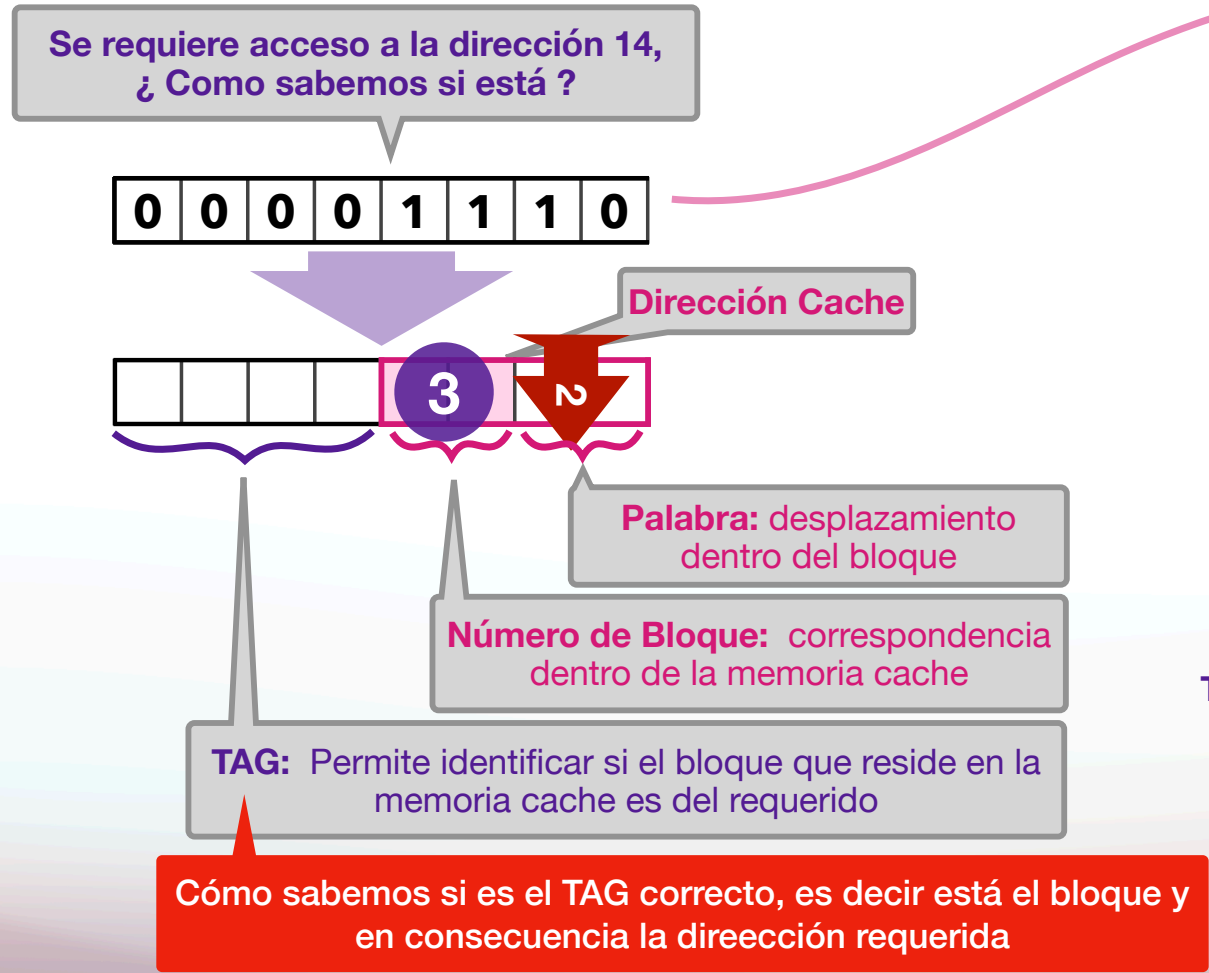 Se requiere acceso a la dirección 14,
¿ Como sabemos si está ?
0 0 0 0 1 1 1 0
Dirección Cache
3 2
Palabra: desplazamiento
dentro del bloque
Número de Bloque: correspondencia
dentro de la memoria cache
T
TAG: Permite identificar si el bloque que reside en la
memoria cache es del requerido
Cómo sabemos si es el TAG correcto, es decir está el bloque y
en consecuencia la direección requerida